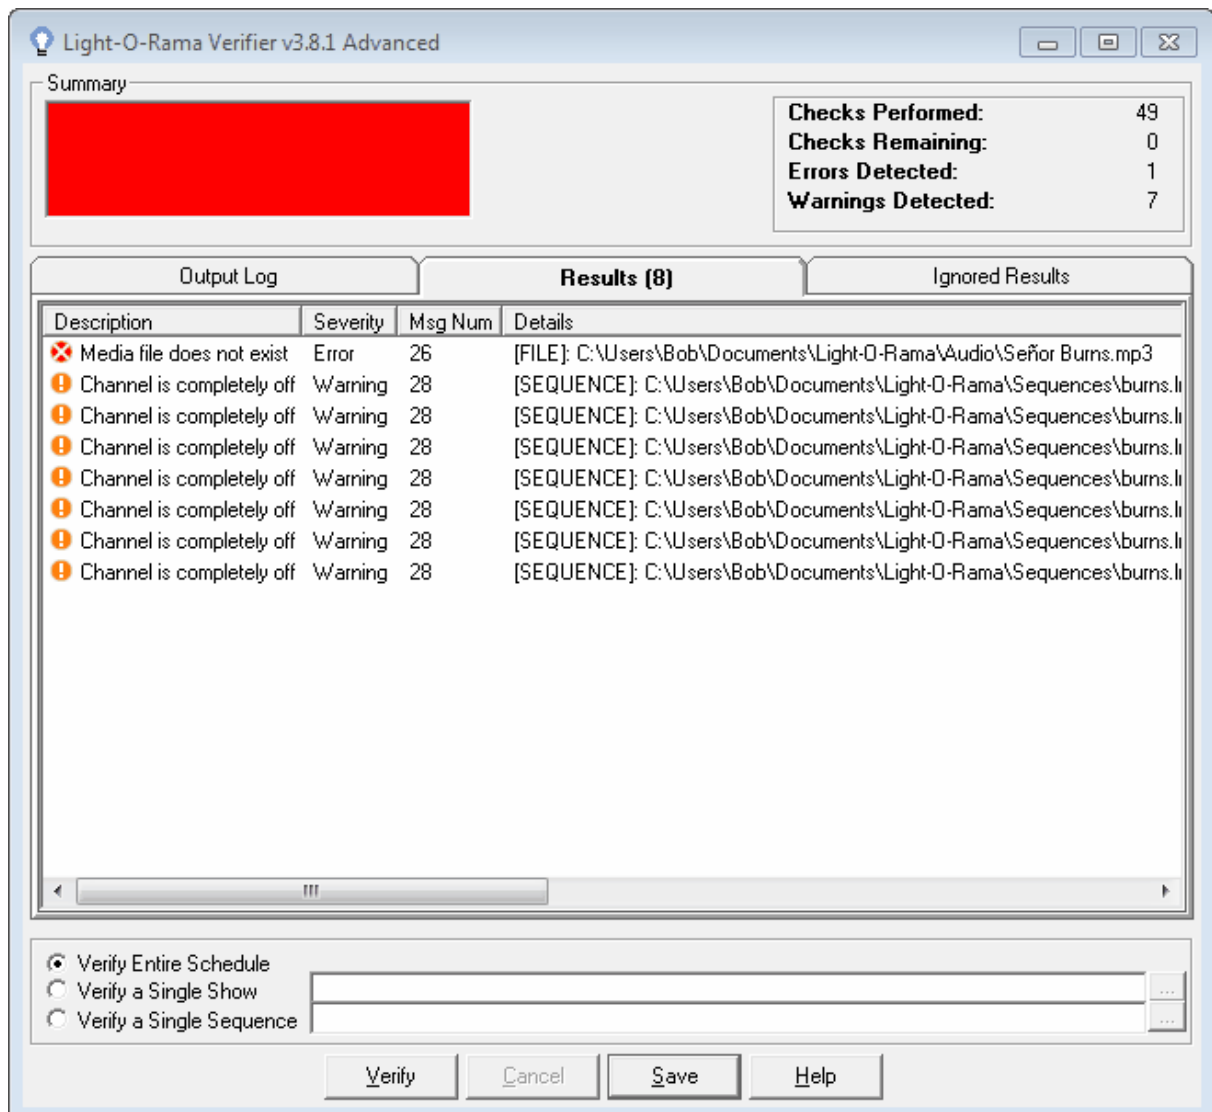 Light-O-Rama Verifier v3.8.1 Advanced
Summary
Checks Performed: 49
Checks Remaining: 0
Errors Detected: 1
Warnings Detected: 7
Output Log Results (8) Ignored Results
Description Severity Msg Num Details
Media file does not exist Error 26 [FILE]: C:\Users\Bob\Documents\Light-O-Rama\Audio\Señor Burns.mp3
Channel is completely off Warning 28 [SEQUENCE]: C:\Users\Bob\Documents\Light-O-Rama\Sequences\burns.l
Channel is completely off Warning 28 [SEQUENCE]: C:\Users\Bob\Documents\Light-O-Rama\Sequences\burns.l
Channel is completely off Warning 28 [SEQUENCE]: C:\Users\Bob\Documents\Light-O-Rama\Sequences\burns.l
Channel is completely off Warning 28 [SEQUENCE]: C:\Users\Bob\Documents\Light-O-Rama\Sequences\burns.l
Channel is completely off Warning 28 [SEQUENCE]: C:\Users\Bob\Documents\Light-O-Rama\Sequences\burns.l
Channel is completely off Warning 28 [SEQUENCE]: C:\Users\Bob\Documents\Light-O-Rama\Sequences\burns.l
Channel is completely off Warning 28 [SEQUENCE]: C:\Users\Bob\Documents\Light-O-Rama\Sequences\burns.l
Verify Entire Schedule
Verify a Single Show ...
Verify a Single Sequence ...
Verify Cancel Save Help